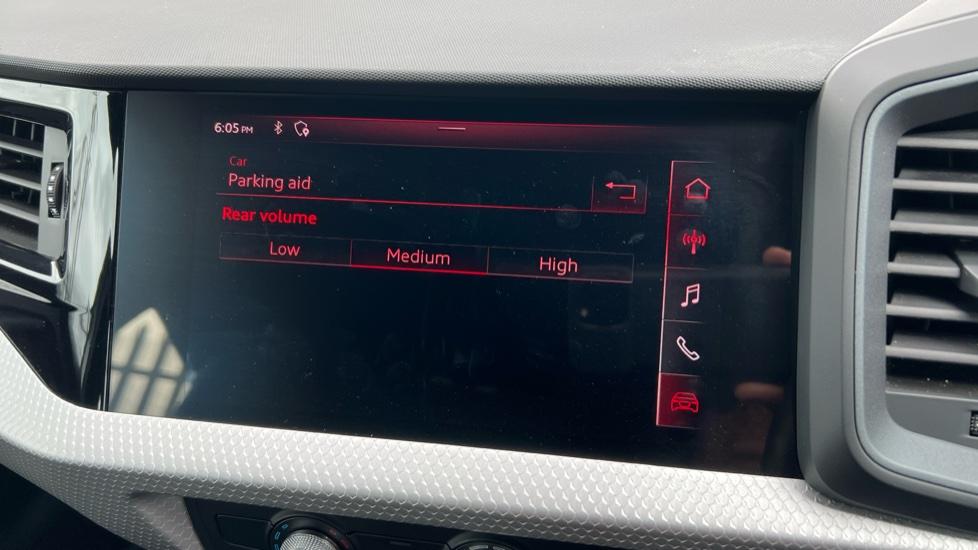 6:05 PM
Car
Parking aid
Rear volume
Low Medium High